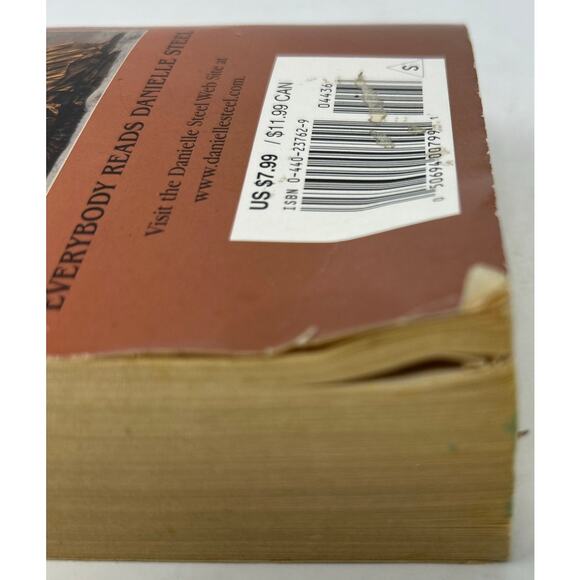 EVERYBODY READS DANIELLE STEEL
Visit the Danielle Steel Web Site at
www.daniellesteel.com
US $7.99 / $11.99 CAN
ISBN 0-440-23762-9
04436
S